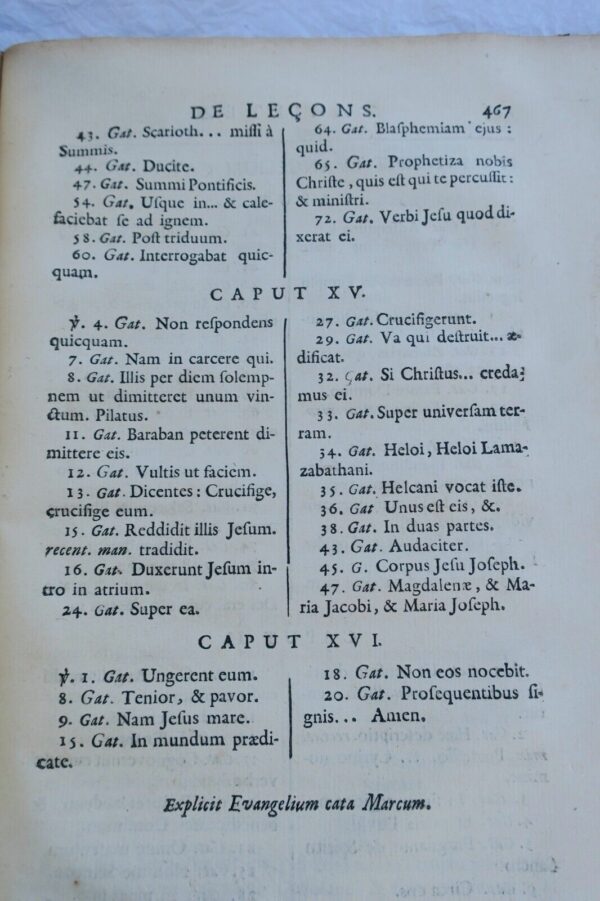 DE LEÇONS. 467
43. Gat. Scarioth... miſſi à
Summis.
44. Gat. Ducite.
47. Gat. Summi Pontificis.
54. Gat. Uſque in... & cale-
faciebat ſe ad ignem.
58. Gat. Poſt triduum.
60. Gat. Interrogabat quic-
quam.
64. Gat. Blaſphemiam ejus:
quid.
65. Gat. Prophetiza nobis
Chriſte, quis eſt qui te percuſſit:
& miniſtri.
72. Gat. Verbi Jeſu quod di-
xerat ei.
CAPUT XV.
ỳ. 4. Gat. Non reſpondens
quicquam.
7. Gat. Nam in carcere qui.
8. Gat. Illis per diem ſolemp-
nem ut dimitteret unum vin-
ctum. Pilatus.
11. Gat. Baraban peterent di-
mittere eis.
12. Gat. Vultis ut faciem.
13. Gat. Dicentes: Crucifige,
crucifige eum.
15. Gat. Reddidit illis Jeſum.
recent. man. tradidit.
16. Gat. Duxerunt Jeſum in-
tro in atrium.
24. Gat. Super ea.
27. Gat. Crucifigerunt.
29. Gat. Va qui deſtruit... æ-
dificat.
32. Gat. Si Chriſtus... creda-
mus ei.
33. Gat. Super univerſam ter-
ram.
34. Gat. Heloi, Heloi Lama-
zabathani.
35. Gat. Helcani vocat iſte.
36. Gat Unus eſt eis, &.
38. Gat. In duas partes.
43. Gat. Audaciter.
45. G. Corpus Jeſu Joſeph.
47. Gat. Magdalenæ, & Ma-
ria Jacobi, & Maria Joſeph.
CAPUT XVI.
ỳ. 1. Gat. Ungerent eum.
8. Gat. Tenior, & pavor.
9. Gat. Nam Jeſus mare.
15. Gat. In mundum prædi-
cate.
18. Gat. Non eos nocebit.
20. Gat. Proſequentibus ſi-
gnis... Amen.
Explicit Evangelium cata Marcum.